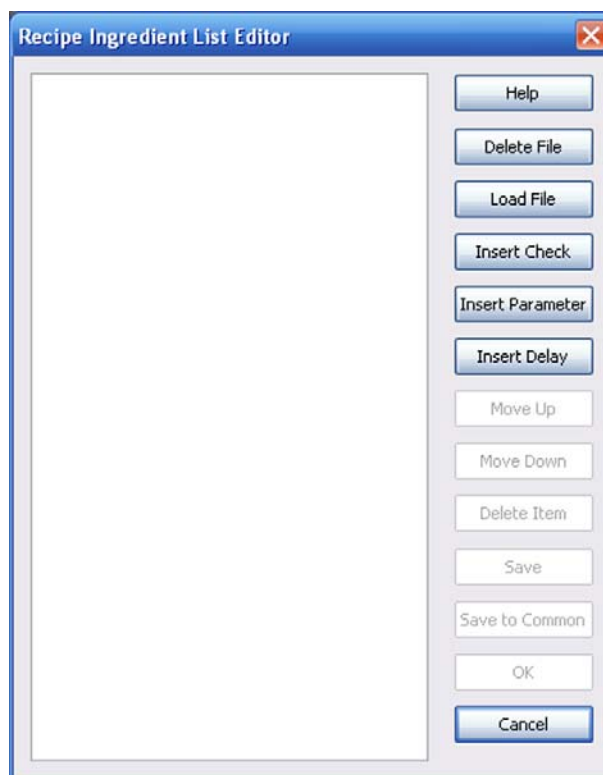 Recipe Ingredient List Editor
Help
Delete File
Load File
Insert Check
Insert Parameter
Insert Delay
Move Up
Move Down
Delete Item
Save
Save to Common
OK
Cancel